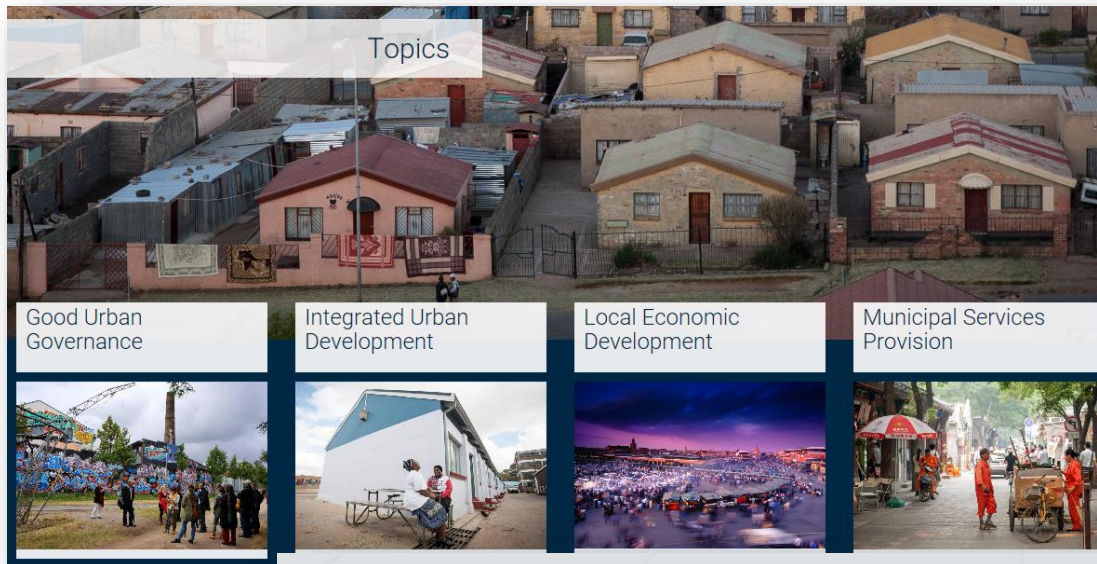 Topics
Good Urban
Governance
Integrated Urban
Development
Local Economic
Development
Municipal Services
Provision